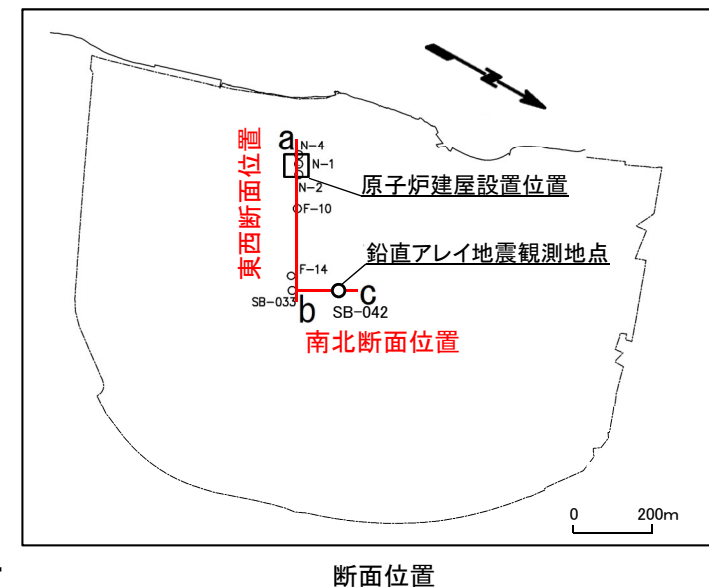 a
N-4
N-1
N-2
原子炉建屋設置位置
東西断面位置
F-10
鉛直アレイ地震観測地点
F-14
SB-033
b
c
SB-042
南北断面位置
0
200m
断面位置